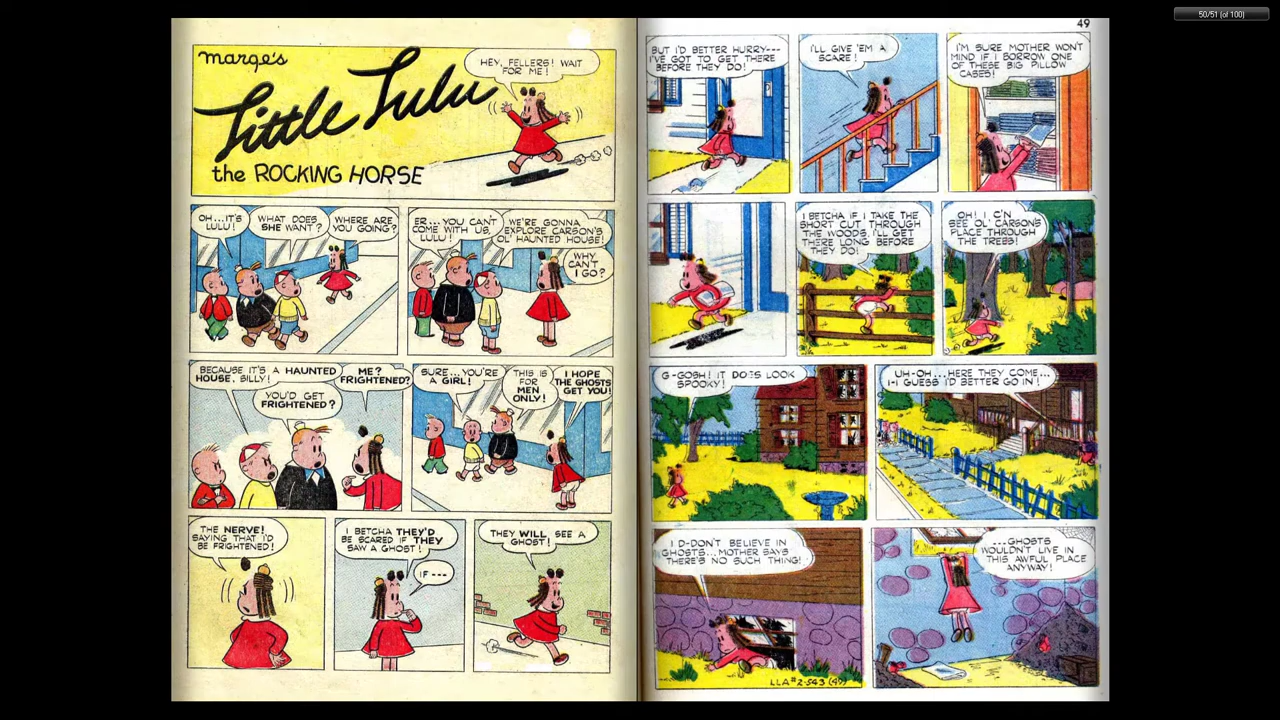 50/51 (of 100)
marge's
Little Lulu
the ROCKING HORSE
HEY, FELLERS! WAIT
FOR ME!
OH...IT'S
LULU!
WHAT DOES
SHE WANT?
WHERE ARE
YOU GOING?
ER...YOU CAN'T
COME WITH US,
LULU!
WE'RE GONNA
EXPLORE CARSON'S
OL' HAUNTED HOUSE!
WHY
CAN'T
I GO?
BECAUSE IT'S A HAUNTED
HOUSE, SILLY!
YOU'D GET
FRIGHTENED?
ME?
FRIGHTENED?
SURE...YOU'RE
A GIRL!
THIS IS
FOR
MEN
ONLY!
I HOPE
THE GHOSTS
GET YOU!
THE NERVE!
SAYING THAT I'D
BE FRIGHTENED!
I BETCHA THEY'D
BE SCARED IF THEY
SAW A GHOST!
IF---
THEY WILL SEE A
GHOST!
49
BUT I'D BETTER HURRY---
I'VE GOT TO GET THERE
BEFORE THEY DO!
I'LL GIVE 'EM A
SCARE!
I'M SURE MOTHER WON'T
MIND IF I BORROW ONE
OF THESE BIG PILLOW
CASES!
I BETCHA IF I TAKE THE
SHORT CUT THROUGH
THE WOODS, I'LL GET
THERE LONG BEFORE
THEY DO!
OH! I C'N
SEE OL' CARSON'S
PLACE THROUGH
THE TREES!
G-GOSH! IT DOES LOOK
SPOOKY!
UH-OH...HERE THEY COME...
I-I GUESS I'D BETTER GO IN!
I D-DON'T BELIEVE IN
GHOSTS...MOTHER SAYS
THERE'S NO SUCH THING!
LLA#2-543 (49)
...GHOSTS
WOULDN'T LIVE IN
THIS AWFUL PLACE
ANYWAY!